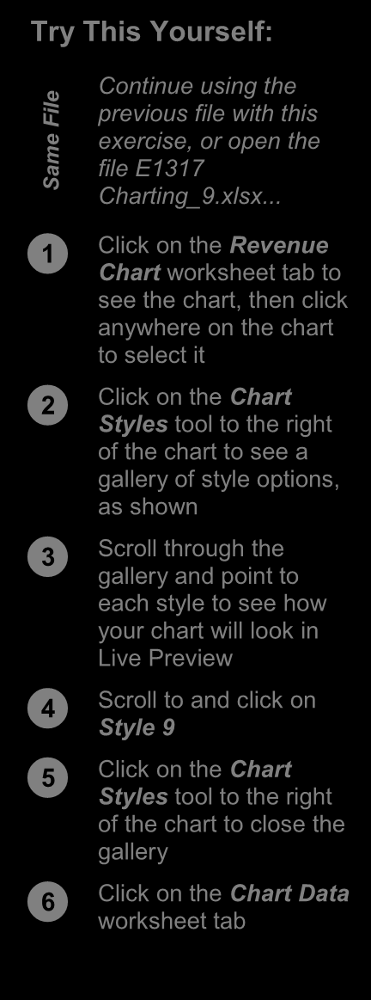 Try This Yourself:
Same File
Continue using the
previous file with this
exercise, or open the
file E1317
Charting_9.xlsx...
1
Click on the Revenue
Chart worksheet tab to
see the chart, then click
anywhere on the chart
to select it
2
Click on the Chart
Styles tool to the right
of the chart to see a
gallery of style options,
as shown
3
Scroll through the
gallery and point to
each style to see how
your chart will look in
Live Preview
4
Scroll to and click on
Style 9
5
Click on the Chart
Styles tool to the right
of the chart to close the
gallery
6
Click on the Chart Data
worksheet tab